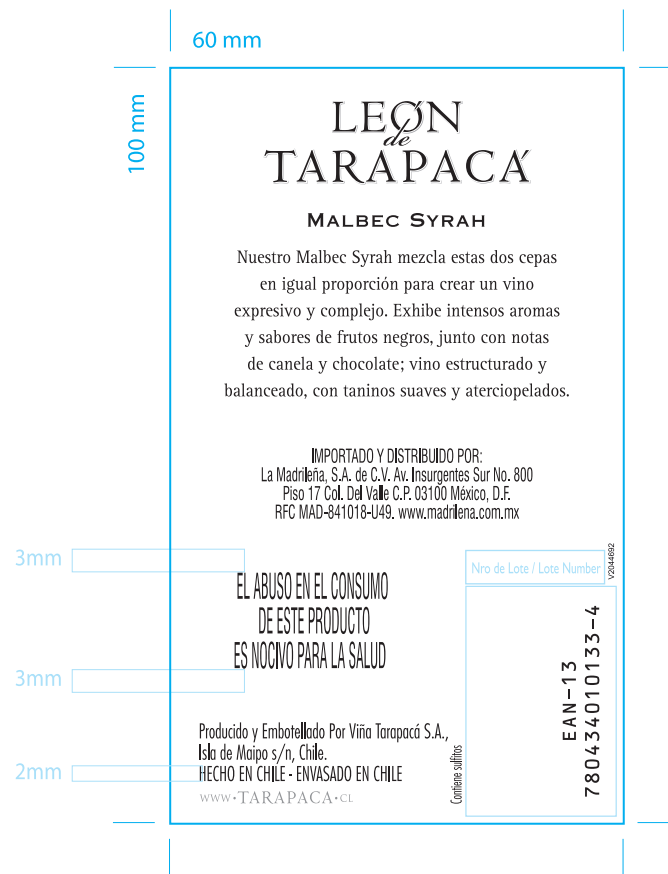 60 mm
100 mm
LEÓN
de
TARAPACÁ
MALBEC SYRAH
Nuestro Malbec Syrah mezcla estas dos cepas
en igual proporción para crear un vino
expresivo y complejo. Exhibe intensos aromas
y sabores de frutos negros, junto con notas
de canela y chocolate; vino estructurado y
balanceado, con taninos suaves y aterciopelados.
IMPORTADO Y DISTRIBUIDO POR:
La Madrileña, S.A. de C.V. Av. Insurgentes Sur No. 800
Piso 17 Col. Del Valle C.P. 03100 México, D.F.
RFC MAD-841018-U49. www.madrilena.com.mx
3mm
EL ABUSO EN EL CONSUMO
DE ESTE PRODUCTO
ES NOCIVO PARA LA SALUD
3mm
Nro de Lote / Lote Number
V2044692
EAN-13
780434010133-4
Producido y Embotellado Por Viña Tarapacá S.A.,
Isla de Maipo s/n, Chile.
2mm
HECHO EN CHILE - ENVASADO EN CHILE
WWW•TARAPACA•CL
Contiene sulfitos